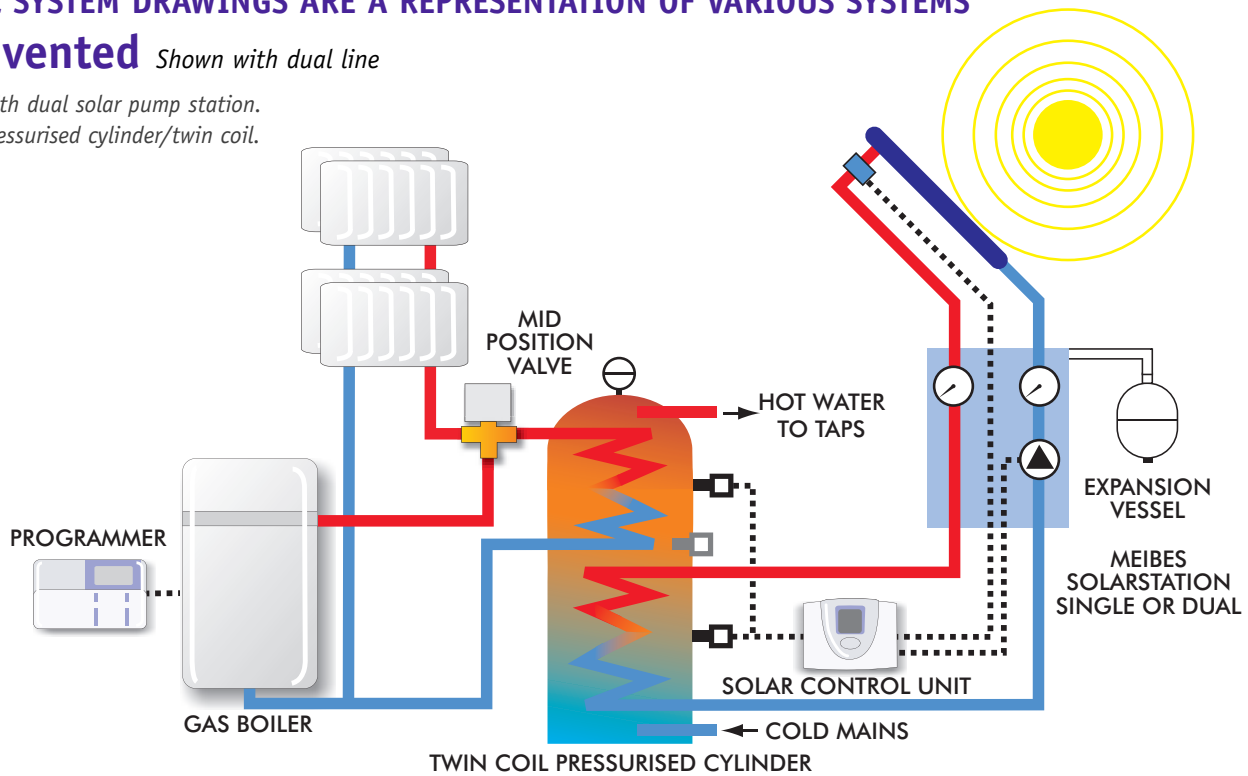 SYSTEM DRAWINGS ARE A REPRESENTATION OF VARIOUS SYSTEMS
vented Shown with dual line
dual solar pump station.
cylinder/twin coil.
MID
POSITION
VALVE
HOT WATER
TO TAPS
EXPANSION
VESSEL
PROGRAMMER
MEIBES
SOLARSTATION
SINGLE OR DUAL
SOLAR CONTROL UNIT
GAS BOILER
COLD MAINS
TWIN COIL PRESSURISED CYLINDER